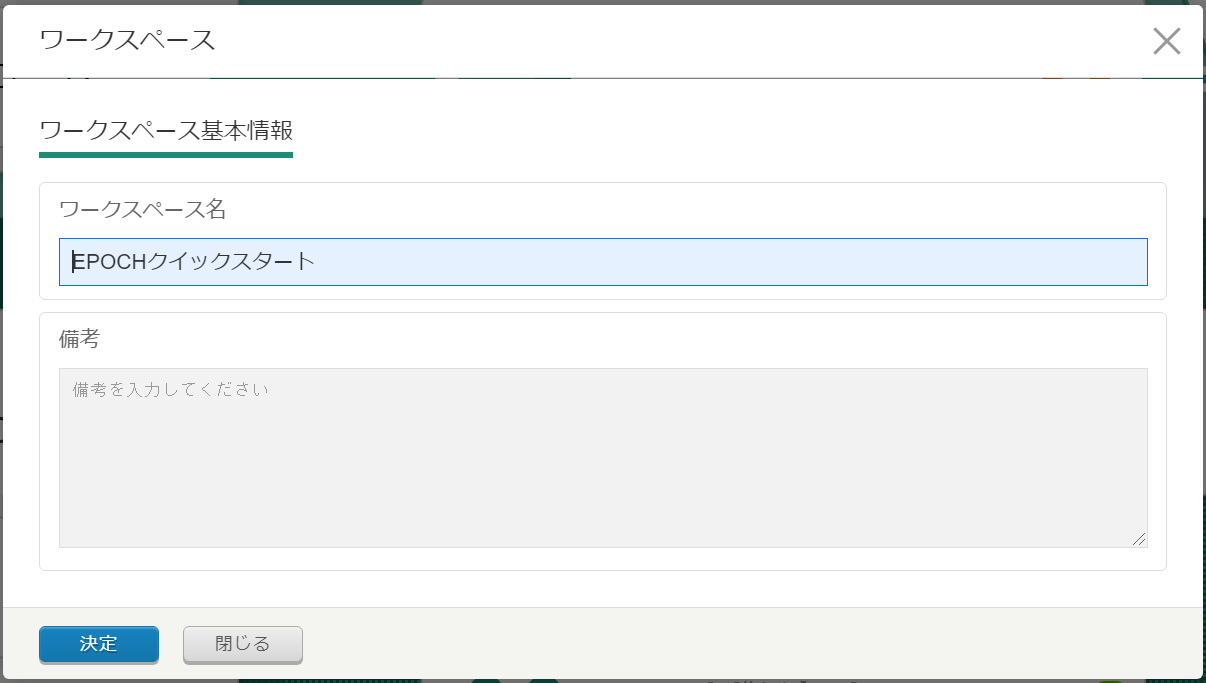 ワークスペース
ワークスペース基本情報
ワークスペース名
EPOCHクイックスタート
備考
備考を入力してください
決定
閉じる